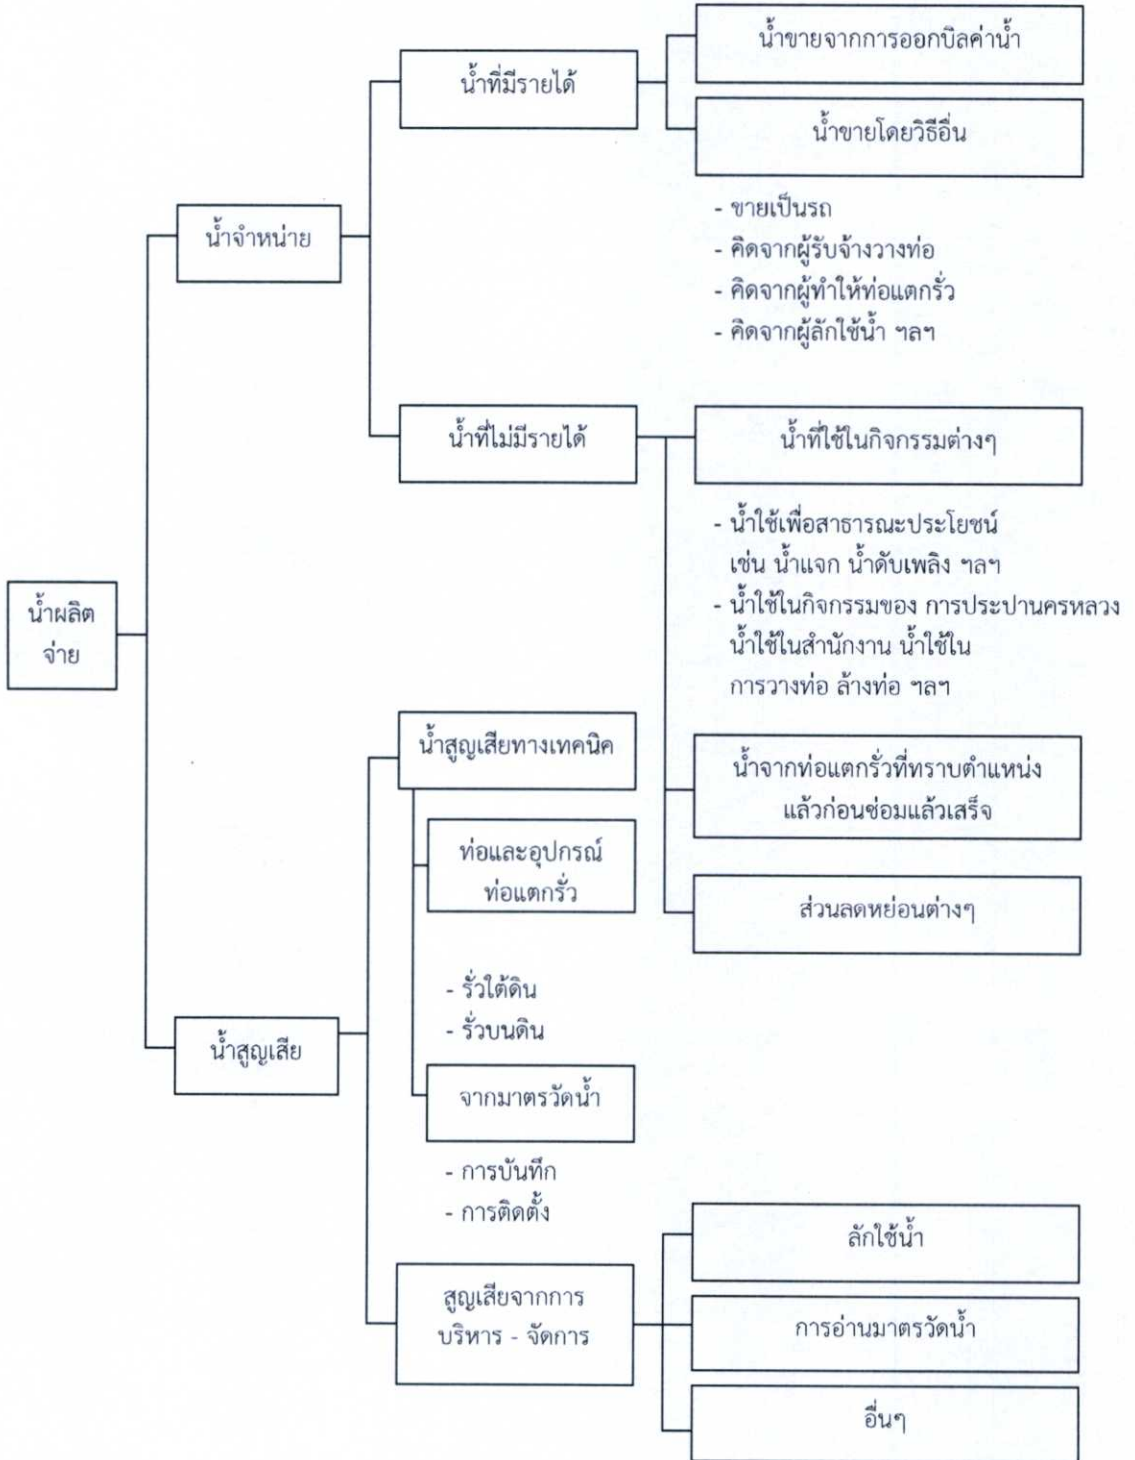 น้ำผลิต
จ่าย
น้ำจำหน่าย
น้ำที่มีรายได้
น้ำขายจากการออกบิลค่าน้ำ
น้ำขายโดยวิธีอื่น
- ขายเป็นรถ
- คิดจากผู้รับจ้างวางท่อ
- คิดจากผู้ทำให้ท่อแตกรั่ว
- คิดจากผู้ลักใช้น้ำ ฯลฯ
น้ำที่ไม่มีรายได้
น้ำที่ใช้ในกิจกรรมต่างๆ
- น้ำใช้เพื่อสาธารณะประโยชน์
เช่น น้ำแจก น้ำดับเพลิง ฯลฯ
- น้ำใช้ในกิจกรรมของ การประปานครหลวง
น้ำใช้ในสำนักงาน น้ำใช้ใน
การวางท่อ ล้างท่อ ฯลฯ
น้ำจากท่อแตกรั่วที่ทราบตำแหน่ง
แล้วก่อนซ่อมแล้วเสร็จ
ส่วนลดหย่อนต่างๆ
น้ำสูญเสีย
น้ำสูญเสียทางเทคนิค
ท่อและอุปกรณ์
ท่อแตกรั่ว
- รั่วใต้ดิน
- รั่วบนดิน
จากมาตรวัดน้ำ
- การบันทึก
- การติดตั้ง
สูญเสียจากการ
บริหาร - จัดการ
ลักใช้น้ำ
การอ่านมาตรวัดน้ำ
อื่นๆ